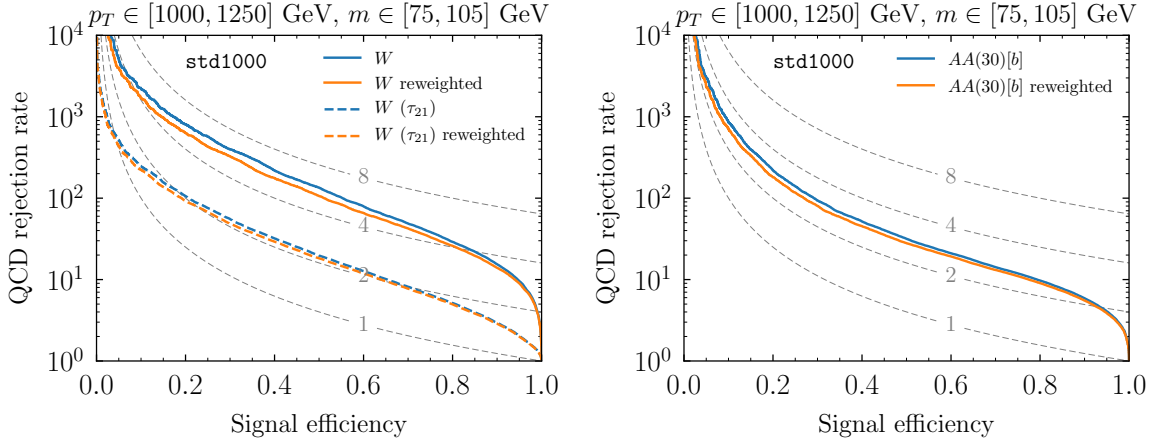 p_T ∈ [1000, 1250] GeV, m ∈ [75, 105] GeV
QCD rejection rate
10^4
10^3
10^2
10^1
10^0
std1000
W
W reweighted
W (τ_21)
W (τ_21) reweighted
8
4
2
1
0.0 0.2 0.4 0.6 0.8 1.0
Signal efficiency
p_T ∈ [1000, 1250] GeV, m ∈ [75, 105] GeV
QCD rejection rate
10^4
10^3
10^2
10^1
10^0
std1000
AA(30)[b]
AA(30)[b] reweighted
8
4
2
1
0.0 0.2 0.4 0.6 0.8 1.0
Signal efficiency